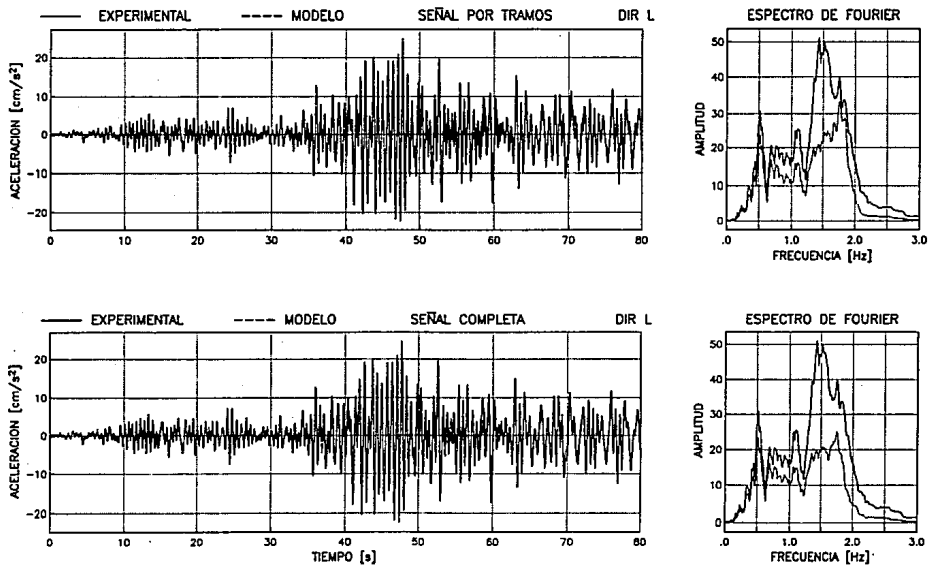 EXPERIMENTAL MODELO SEÑAL POR TRAMOS DIR L
ACELERACION [cm/s²]
20
10
0
-10
-20
0 10 20 30 40 50 60 70 80
ESPECTRO DE FOURIER
AMPLITUD
50
40
30
20
10
0
.0 1.0 2.0 3.0
FRECUENCIA [Hz]
EXPERIMENTAL MODELO SEÑAL COMPLETA DIR L
ACELERACION [cm/s²]
20
10
0
-10
-20
0 10 20 30 40 50 60 70 80
TIEMPO [s]
ESPECTRO DE FOURIER
AMPLITUD
50
40
30
20
10
0
.0 1.0 2.0 3.0
FRECUENCIA [Hz]